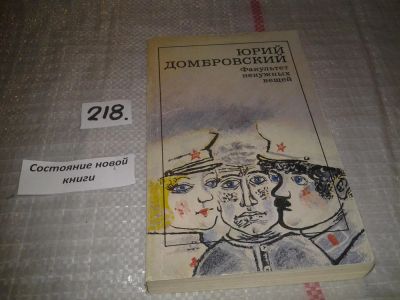 ЮРИЙ
ДОМБРОВСКИЙ
Факультет
ненужных
вещей
218.
Состояние новой
книги